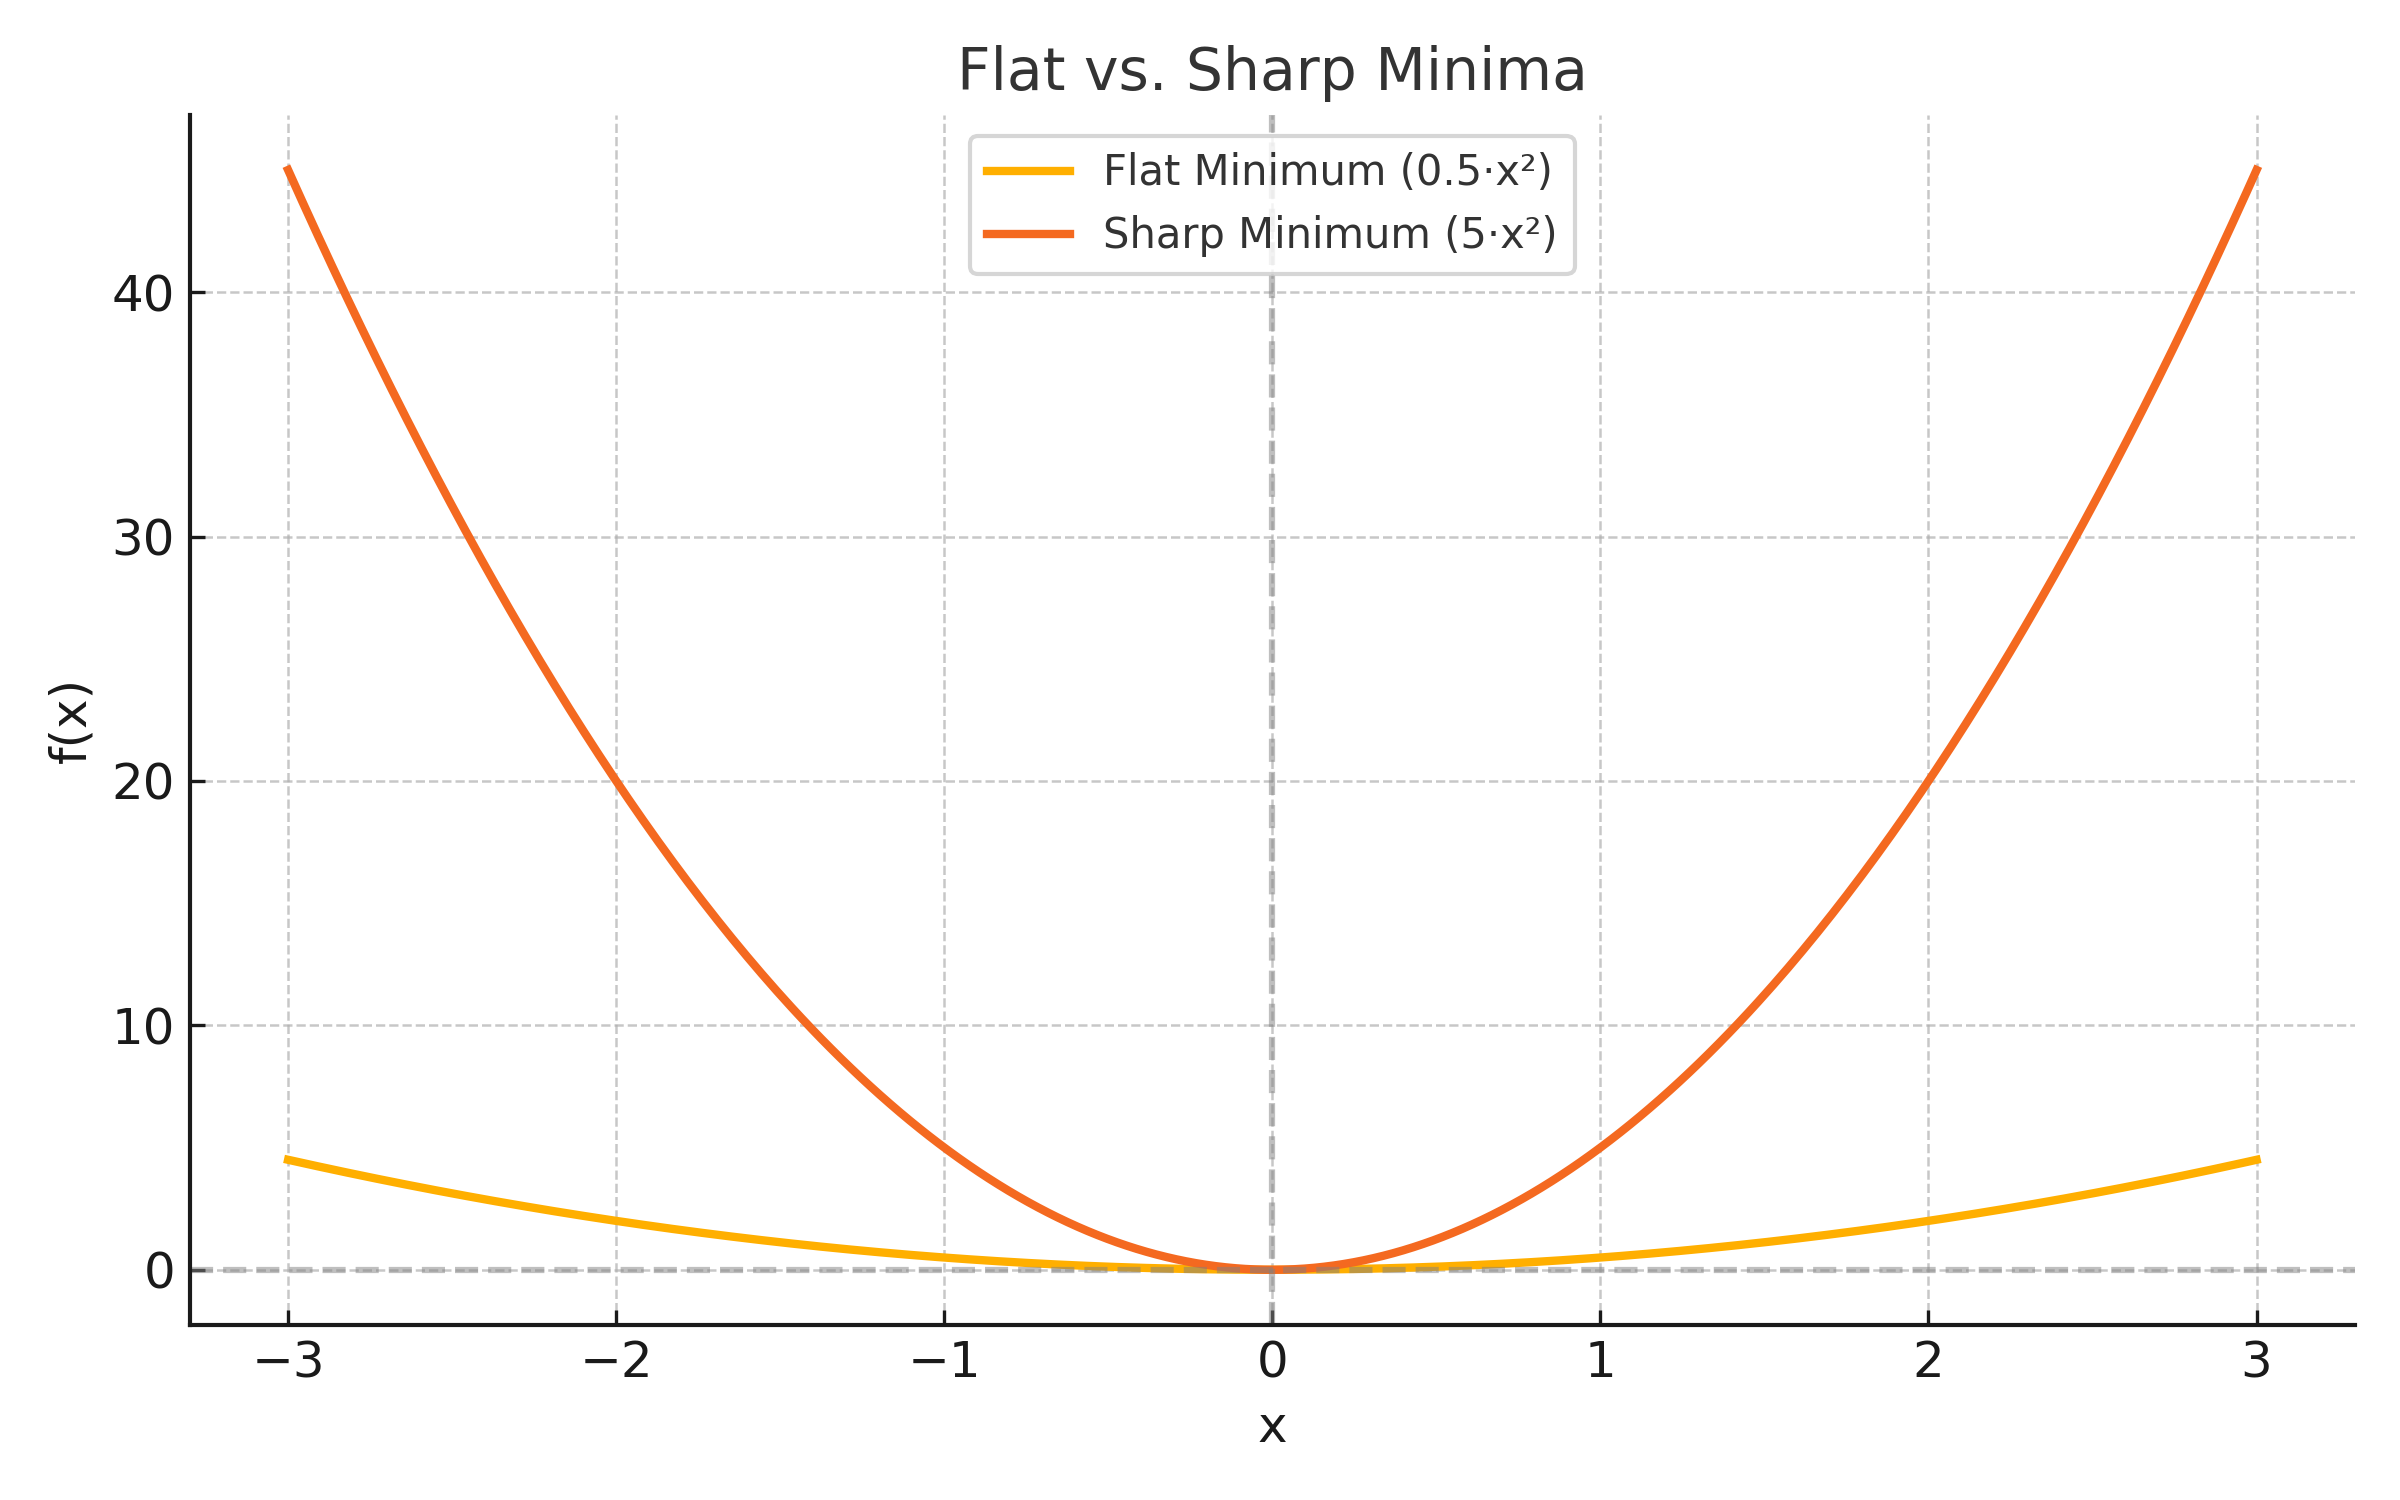 Flat vs. Sharp Minima
Flat Minimum (0.5·x²)
Sharp Minimum (5·x²)
f(x)
40
30
20
10
0
−3 −2 −1 0 1 2 3
x